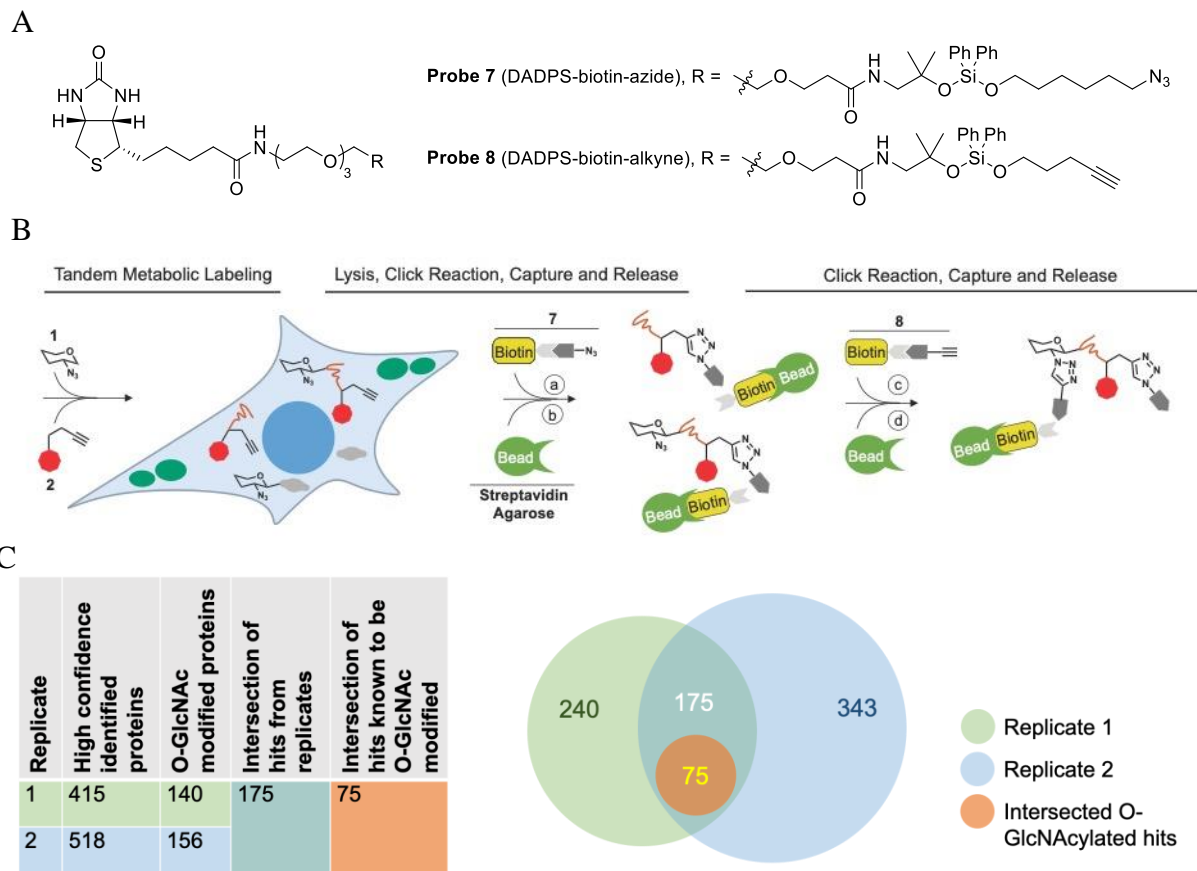 A
Probe 7 (DADPS-biotin-azide), R =
O
H
N
O
O
Si
O
Ph Ph
N3
O
HN
NH
H
H
S
O
H
N
O
3
R
Probe 8 (DADPS-biotin-alkyne), R =
O
H
N
O
O
Si
O
Ph Ph
B
Tandem Metabolic Labeling
Lysis, Click Reaction, Capture and Release
Click Reaction, Capture and Release
1
O
N3
2
O
N3
O
N3
7
Biotin
N3
a
b
Bead
Streptavidin
Agarose
N
N
N
Biotin
Bead
O
N3
N
N
N
Bead
Biotin
8
Biotin
c
d
Bead
O
N
N
N
N
N
N
Bead
Biotin
C
Replicate
High confidence
identified
proteins
O-GlcNAc
modified proteins
Intersection of
hits from
replicates
Intersection of
hits known to be
O-GlcNAc
modified
1 415 140 175 75
2 518 156
240
175
343
75
Replicate 1
Replicate 2
Intersected O-
GlcNAcylated hits